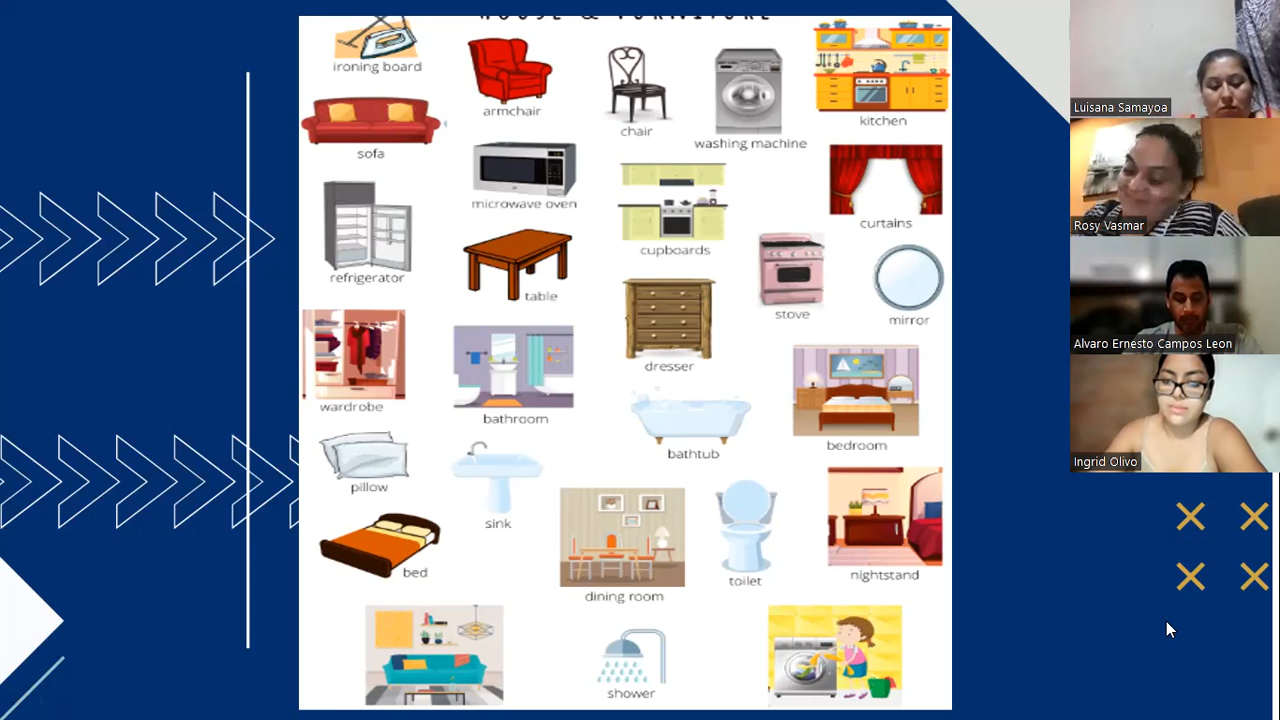 HOUSE & FURNITURE
ironing board
armchair
chair
washing machine
kitchen
sofa
microwave oven
cupboards
curtains
refrigerator
table
stove
mirror
dresser
wardrobe
bathroom
bathtub
bedroom
pillow
sink
bed
dining room
toilet
nightstand
shower
Luisana Samayoa
Rosy Vasmar
Alvaro Ernesto Campos Leon
Ingrid Olivo